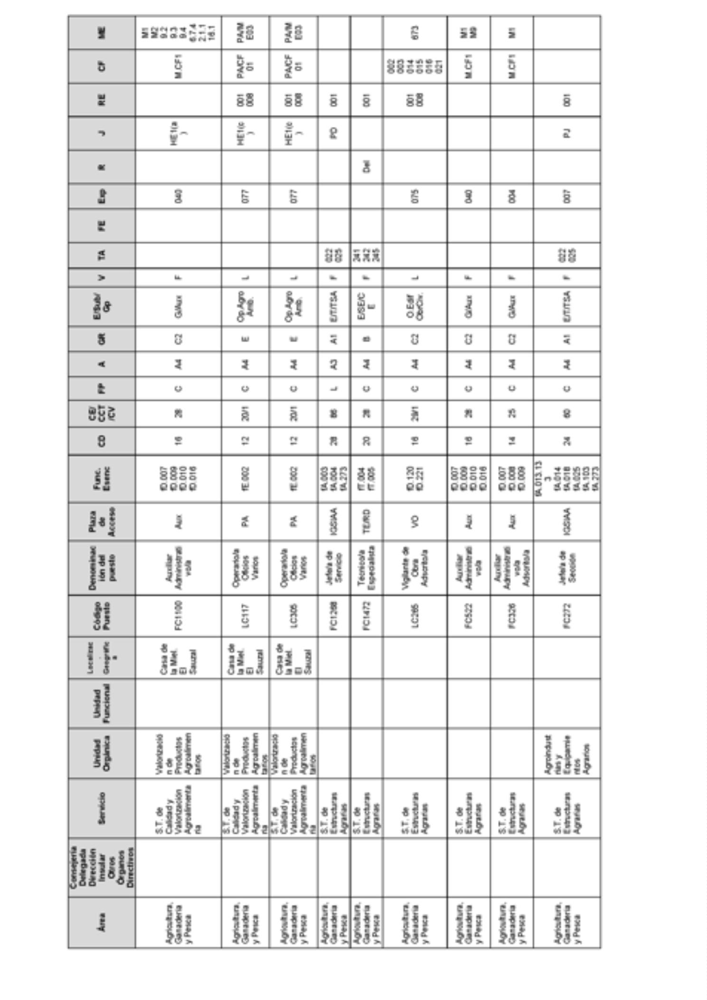 Área
Consejería
Delegada
Dirección
Insular
Otros
Órganos
Directivos
Servicio
Unidad
Orgánica
Unidad
Funcional
Localizac
.
Geográfic
a
Código
Puesto
Denominac
ión del
puesto
Plaza
de
Acceso
Func.
Esenc
CD
CE/
CCT
/CV
FP
A
GR
E/Sub/
Gp
V
TA
FE
Exp
R
J
RE
CF
ME
Agricultura,
Ganadería
y Pesca
S.T. de
Calidad y
Valorización
Agroalimenta
ria
Valorizació
n de
Productos
Agroalimen
tarios
Casa de
la Miel.
El
Sauzal
FC1100
Auxiliar
Administrati
vo/a
Aux
fD.007
fD.009
fD.010
fD.016
16
28
C
A4
C2
G/Aux
F
040
HE1(a
)
M.CF1
M1
M2
9.2
9.3
9.4
6.7.4
2.1.1
16.1
Agricultura,
Ganadería
y Pesca
S.T. de
Calidad y
Valorización
Agroalimenta
ria
Valorizació
n de
Productos
Agroalimen
tarios
Casa de
la Miel.
El
Sauzal
LC117
Operario/a
Oficios
Varios
PA
fE.002
12
20/1
C
A4
E
Op.Agro
Amb.
L
077
HE1(c
)
001
008
PA/CF
01
PA/M
E03
Agricultura,
Ganadería
y Pesca
S.T. de
Calidad y
Valorización
Agroalimenta
ria
Valorizació
n de
Productos
Agroalimen
tarios
Casa de
la Miel.
El
Sauzal
LC305
Operario/a
Oficios
Varios
PA
fE.002
12
20/1
C
A4
E
Op.Agro
Amb.
L
077
HE1(c
)
001
008
PA/CF
01
PA/M
E03
Agricultura,
Ganadería
y Pesca
S.T. de
Estructuras
Agrarias
FC1268
Jefe/a de
Servicio
IGS/AA
fA.003
fA.004
fA.273
28
86
L
A3
A1
E/T/TSA
F
022
025
PD
001
Agricultura,
Ganadería
y Pesca
S.T. de
Estructuras
Agrarias
FC1472
Técnico/a
Especialista
TE/RD
fT.004
fT.005
20
28
C
A4
B
E/SE/C
E
F
241
242
245
Del
001
Agricultura,
Ganadería
y Pesca
S.T. de
Estructuras
Agrarias
LC265
Vigilante de
Obra
Adscrito/a
VO
fD.120
fD.221
16
29/1
C
A4
C2
O.Edif
ObrCiv.
L
075
001
008
002
003
014
015
016
021
673
Agricultura,
Ganadería
y Pesca
S.T. de
Estructuras
Agrarias
FC522
Auxiliar
Administrati
vo/a
Aux
fD.007
fD.009
fD.010
fD.016
16
28
C
A4
C2
G/Aux
F
040
M.CF1
M1
M9
Agricultura,
Ganadería
y Pesca
S.T. de
Estructuras
Agrarias
FC326
Auxiliar
Administrati
vo/a
Adscrito/a
Aux
fD.007
fD.008
fD.009
14
25
C
A4
C2
G/Aux
F
004
M.CF1
M1
Agricultura,
Ganadería
y Pesca
S.T. de
Estructuras
Agrarias
Agroindust
rias y
Equipamie
ntos
Agrarios
FC272
Jefe/a de
Sección
IGS/AA
fA.013.13
3
fA.014
fA.018
fA.025
fA.103
fA.273
24
60
C
A4
A1
E/T/TSA
F
022
025
007
PJ
001